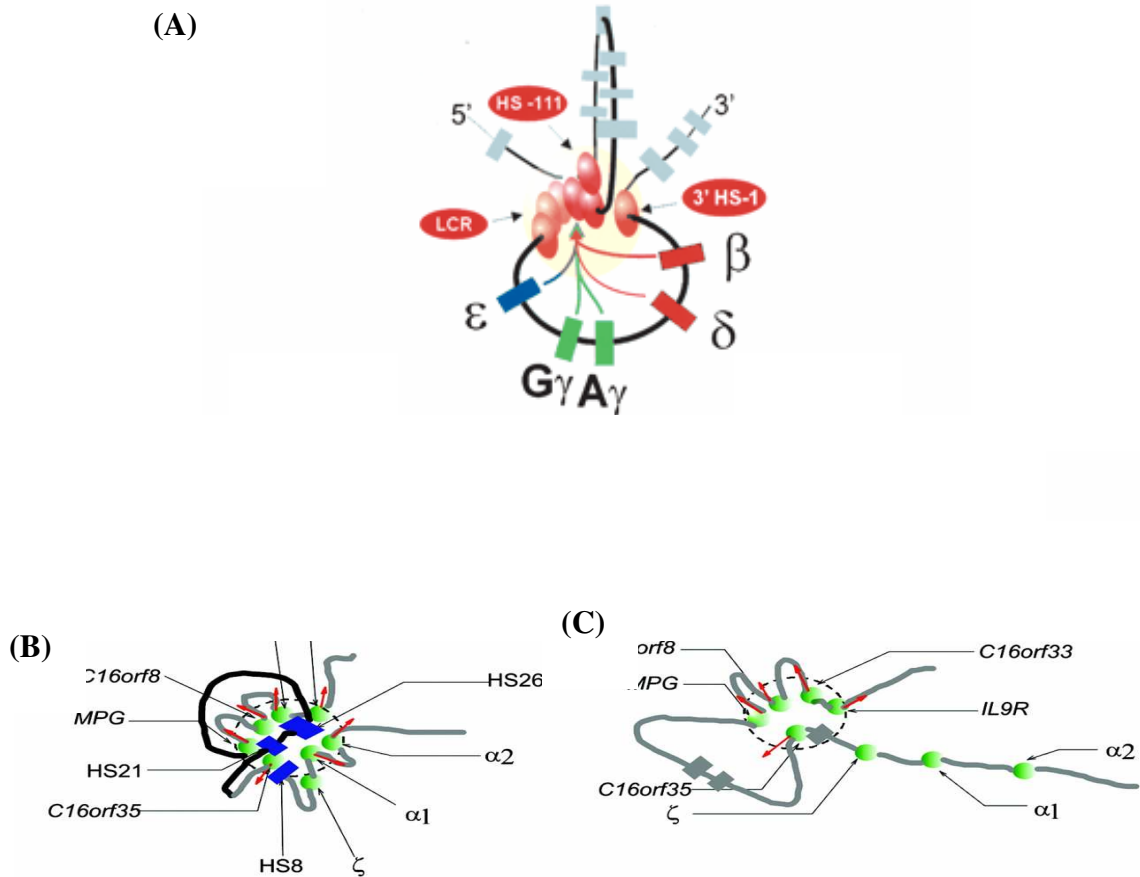 (A)
HS -111
5'
3'
LCR
3' HS-1
β
ε
δ
Gγ Aγ
(B)
C16orf8
MPG
HS21
C16orf35
HS8
ζ
α1
α2
HS26
(C)
orf8
MPG
C16orf33
IL9R
C16orf35
ζ
α1
α2